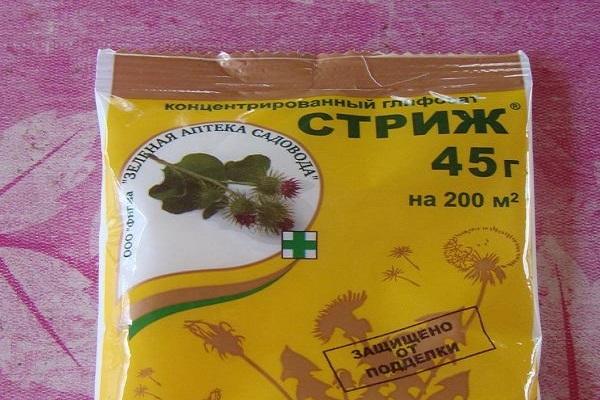 концентрированный глифосат
СТРИЖ®
45г
на 200 м²
ООО "Фирма "ЗЕЛЕНАЯ АПТЕКА САДОВОДА"
ЗАЩИЩЕНО
ОТ
ПОДДЕЛКИ